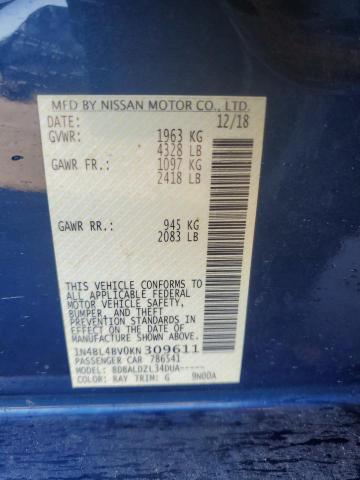 MFD BY NISSAN MOTOR CO., LTD.
DATE: 12/18
GVWR: 1963 KG
4328 LB
GAWR FR.: 1097 KG
2418 LB
GAWR RR.: 945 KG
2083 LB
THIS VEHICLE CONFORMS TO
ALL APPLICABLE FEDERAL
MOTOR VEHICLE SAFETY,
BUMPER, AND THEFT
PREVENTION STANDARDS IN
EFFECT ON THE DATE OF
MANUFACTURE SHOWN ABOVE.
1N4BL4BV0KN309611
PASSENGER CAR 786541
MODEL: BDBALDZL34DUA-----
COLOR: RAY TRIM: G 9N00A